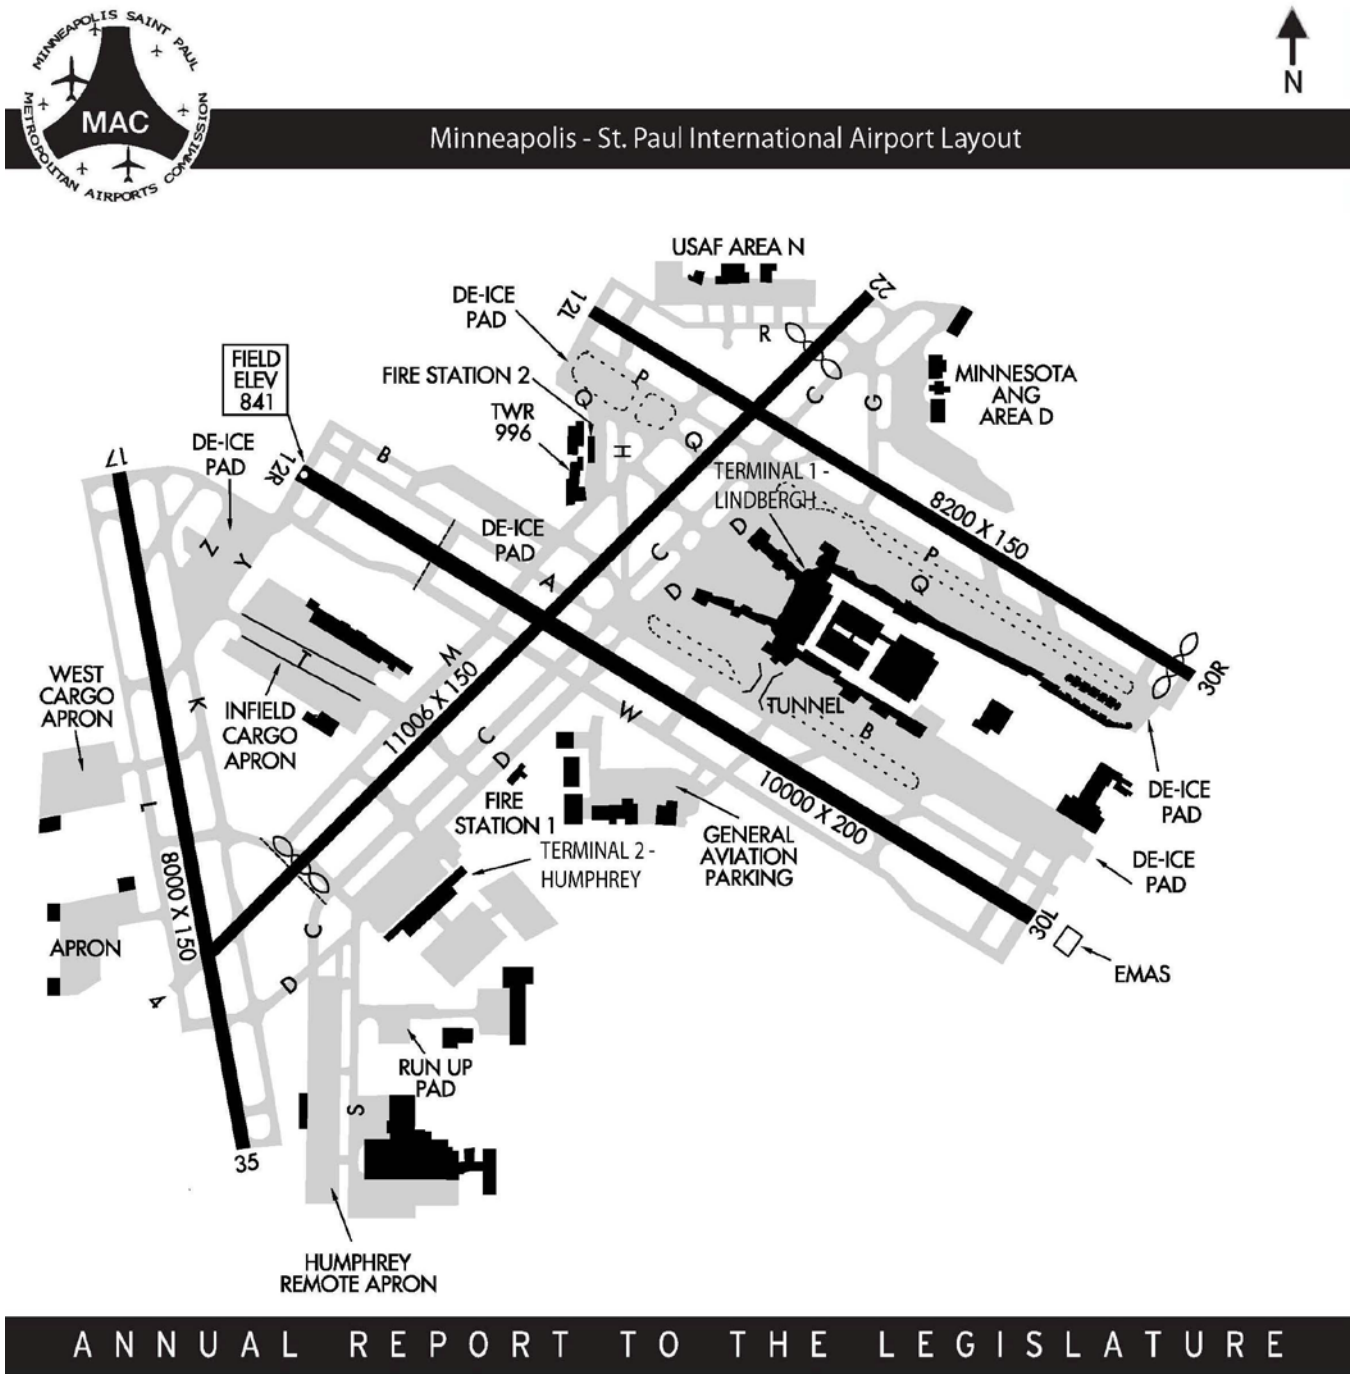 MINNEAPOLIS SAINT PAUL
METROPOLITAN AIRPORTS COMMISSION
MAC
N
Minneapolis - St. Paul International Airport Layout
USAF AREA N
DE-ICE
PAD
12L
22
R
FIELD
ELEV
841
FIRE STATION 2
P
Q
C
G
MINNESOTA
ANG
AREA D
TWR
996
DE-ICE
PAD
17
12R
B
H
Q
TERMINAL 1 -
LINDBERGH
8200 X 150
DE-ICE
PAD
D
Z
Y
A
C
D
P
Q
T
M
WEST
CARGO
APRON
K
INFIELD
CARGO
APRON
11006 X 150
30R
TUNNEL
W
B
C
D
L
FIRE
STATION 1
10000 X 200
GENERAL
AVIATION
PARKING
DE-ICE
PAD
DE-ICE
PAD
8000 X 150
TERMINAL 2 -
HUMPHREY
APRON
C
30L
EMAS
4
D
RUN UP
PAD
S
35
HUMPHREY
REMOTE APRON
ANNUAL REPORT TO THE LEGISLATURE